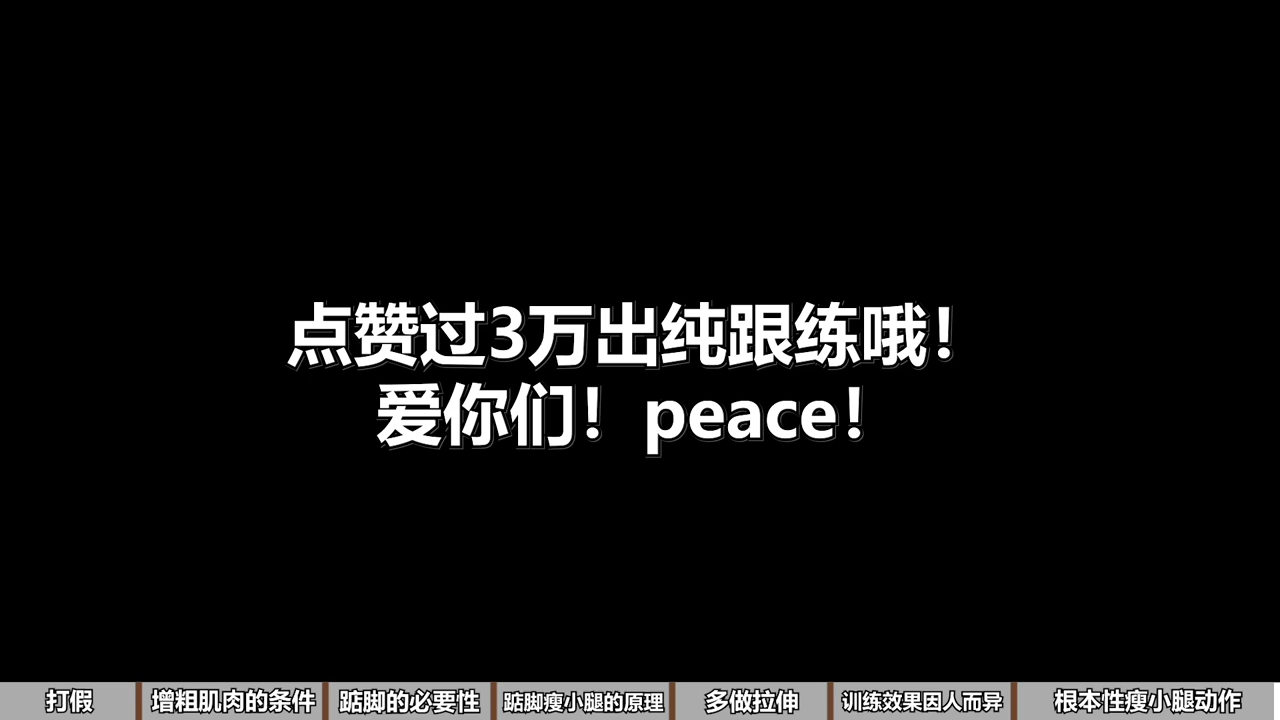 点赞过3万出纯跟练哦！
爱你们！peace！
打假
增粗肌肉的条件
踮脚的必要性
踮脚瘦小腿的原理
多做拉伸
训练效果因人而异
根本性瘦小腿动作